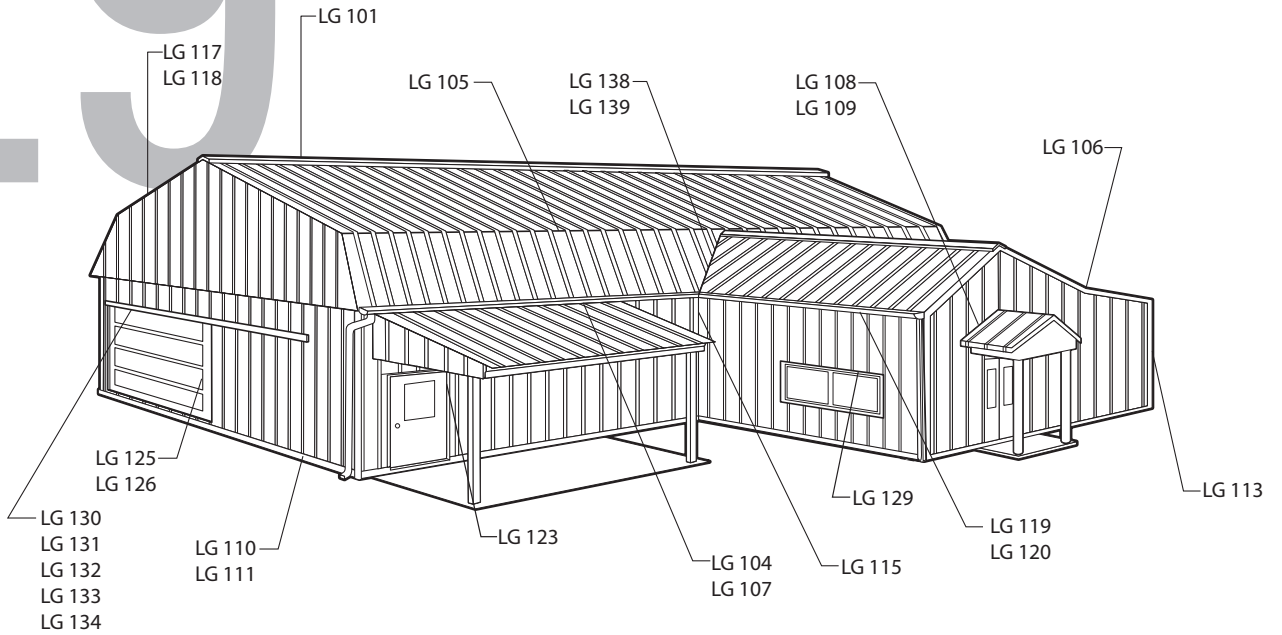 .9
LG 101
LG 117
LG 118
LG 105
LG 138
LG 139
LG 108
LG 109
LG 106
LG 125
LG 126
LG 130
LG 131
LG 132
LG 133
LG 134
LG 110
LG 111
LG 123
LG 104
LG 107
LG 115
LG 129
LG 119
LG 120
LG 113